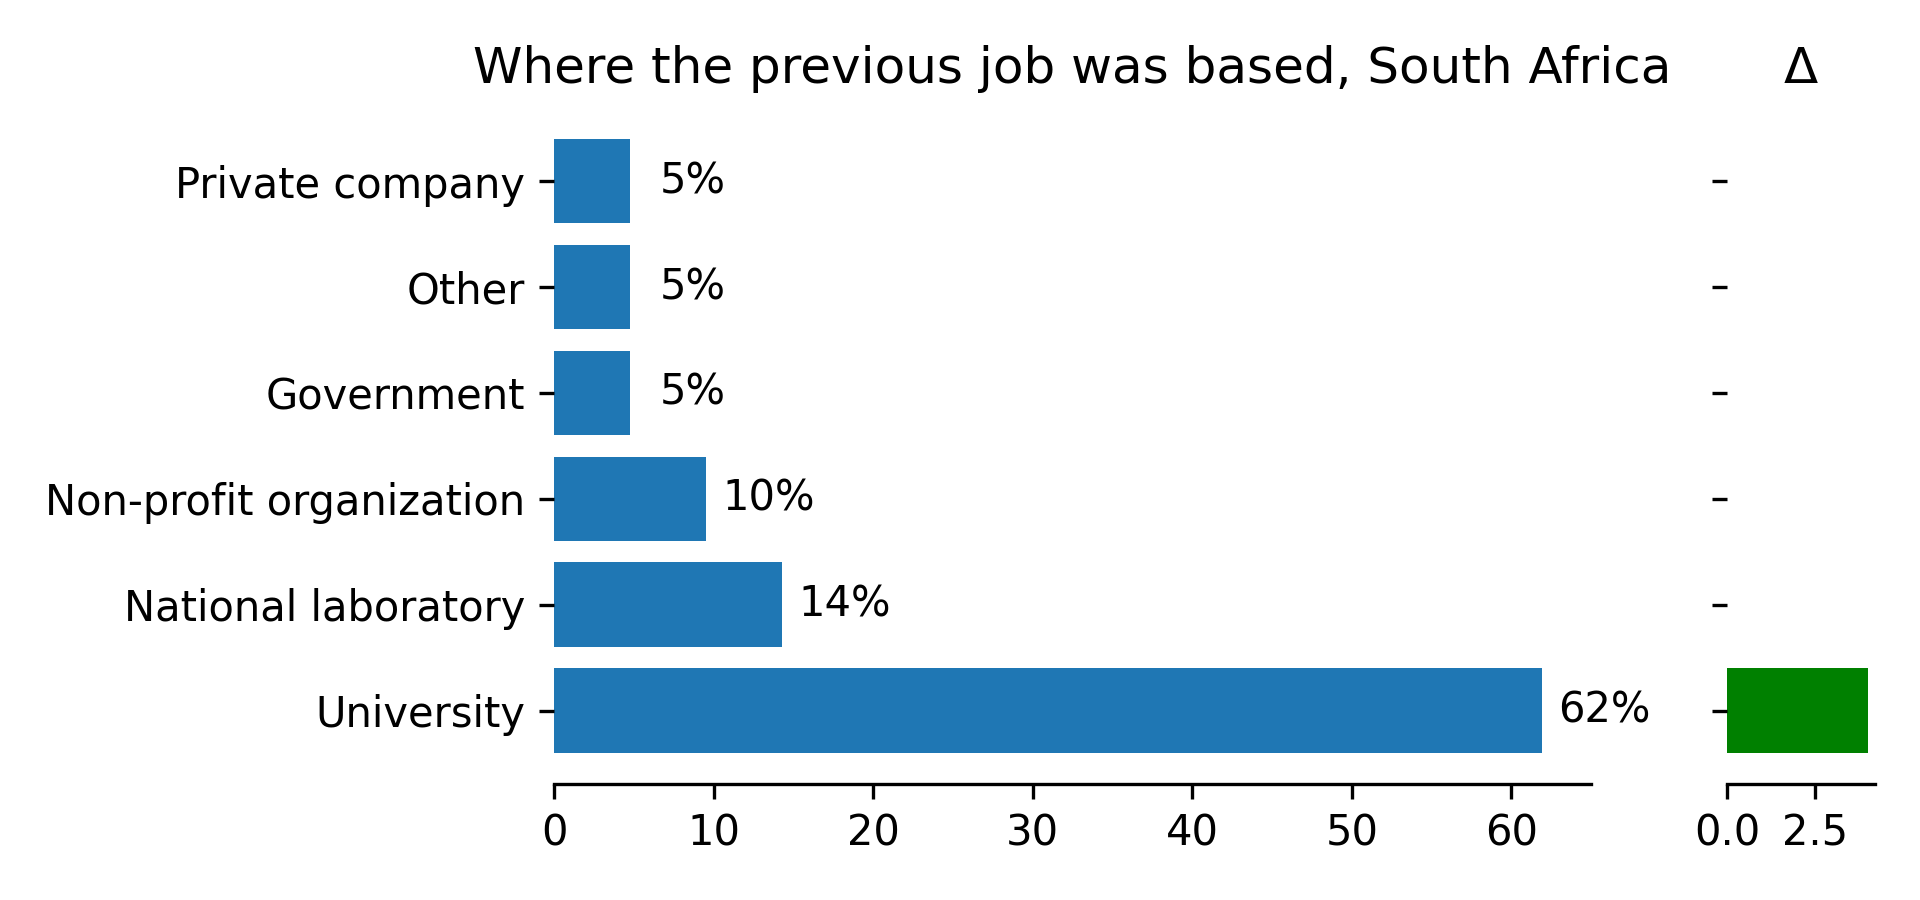 Where the previous job was based, South Africa
Δ
Private company
5%
Other
5%
Government
5%
Non-profit organization
10%
National laboratory
14%
University
62%
0 10 20 30 40 50 60
0.0 2.5